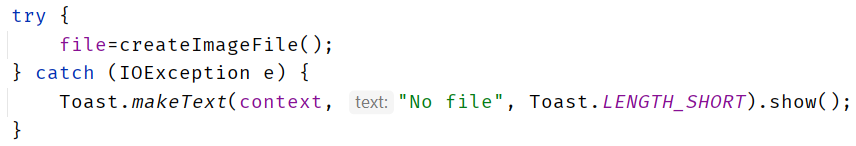 try {
file=createImageFile();
} catch (IOException e) {
Toast.makeText(context, text: "No file", Toast.LENGTH_SHORT).show();
}